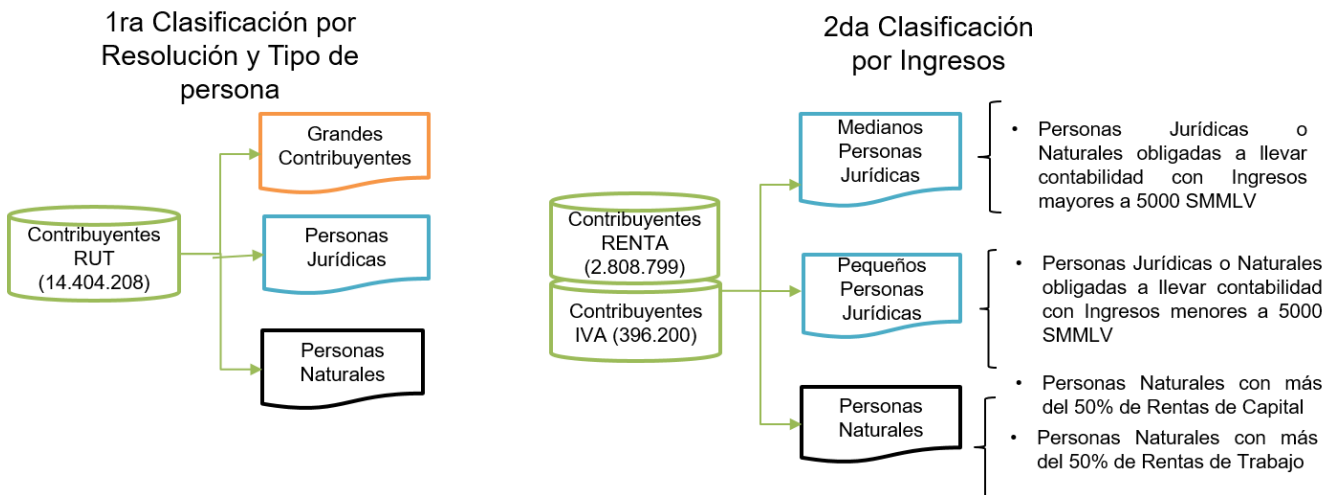 1ra Clasificación por
Resolución y Tipo de
persona
Grandes
Contribuyentes
Contribuyentes
RUT
(14.404.208)
Personas
Jurídicas
Personas
Naturales
2da Clasificación
por Ingresos
Contribuyentes
RENTA
(2.808.799)
Contribuyentes
IVA (396.200)
Medianos
Personas
Jurídicas
• Personas Jurídicas o
Naturales obligadas a llevar
contabilidad con Ingresos
mayores a 5000 SMMLV
Pequeños
Personas
Jurídicas
• Personas Jurídicas o Naturales
obligadas a llevar contabilidad
con Ingresos menores a 5000
SMMLV
Personas
Naturales
• Personas Naturales con más
del 50% de Rentas de Capital
• Personas Naturales con más
del 50% de Rentas de Trabajo